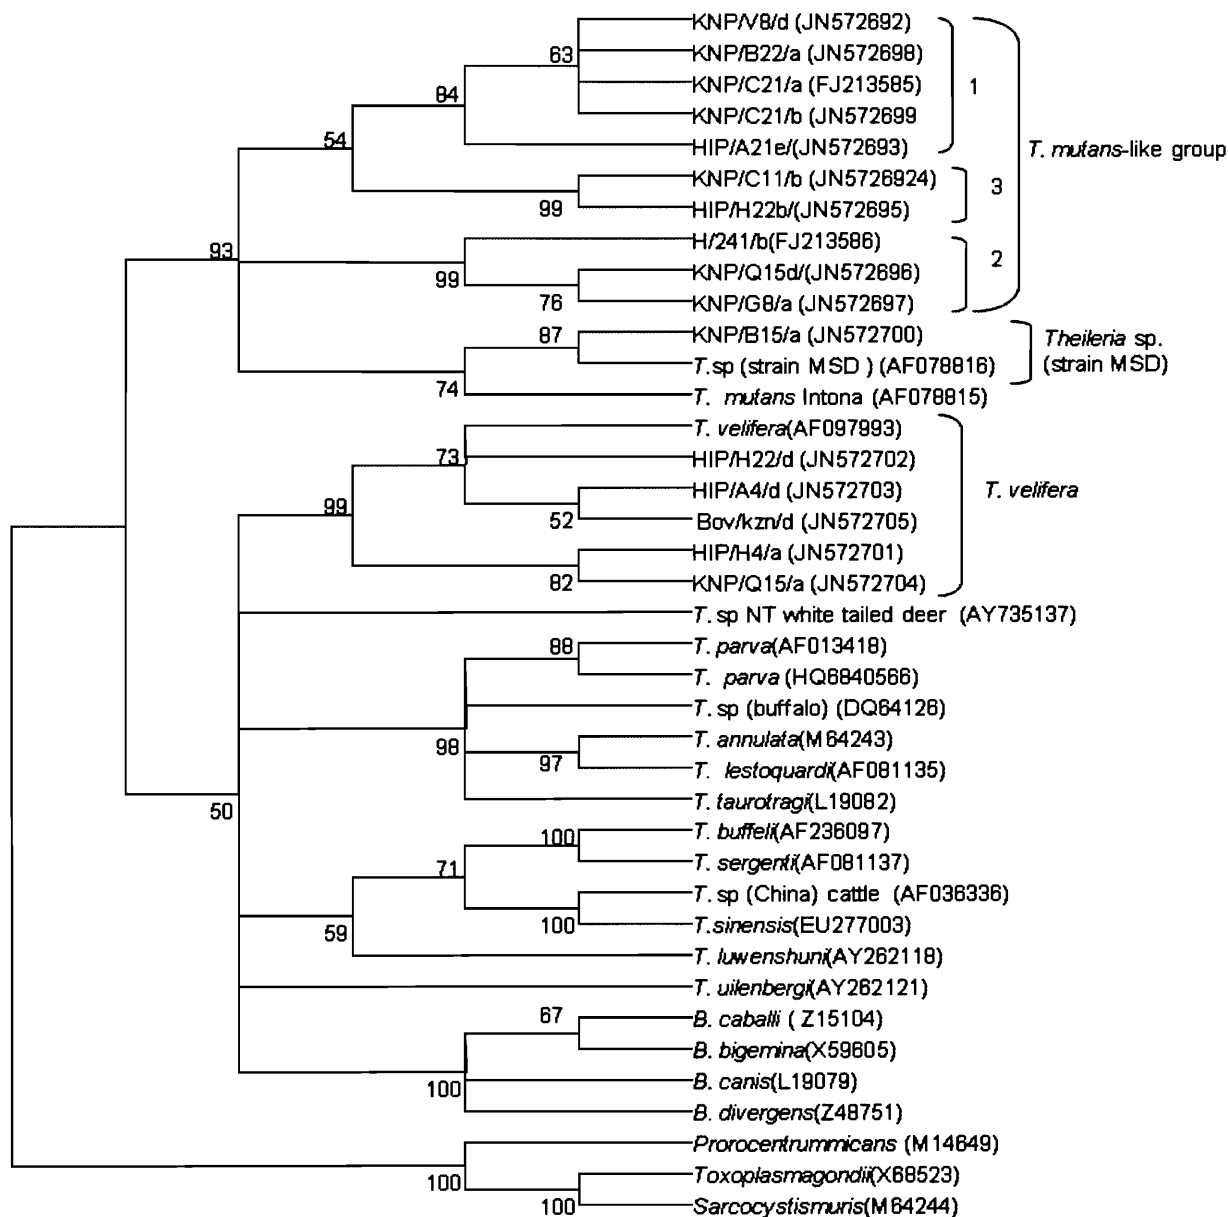 KNP/V8/d (JN572692)
63
KNP/B22/a (JN572698)
KNP/C21/a (FJ213585)
1
84
KNP/C21/b (JN572699
54
HIP/A21e/(JN572693)
T. mutans-like group
KNP/C11/b (JN5726924)
3
99
HIP/H22b/(JN572695)
93
H/241/b(FJ213586)
2
99
KNP/Q15d/(JN572696)
76
KNP/G8/a (JN572697)
87
KNP/B15/a (JN572700)
Theileria sp.
(strain MSD)
T.sp (strain MSD ) (AF078816)
74
T. mutans Intona (AF078815)
T. velifera(AF097993)
73
HIP/H22/d (JN572702)
99
HIP/A4/d (JN572703)
T. velifera
52
Bov/kzn/d (JN572705)
HIP/H4/a (JN572701)
82
KNP/Q15/a (JN572704)
T.sp NT white tailed deer (AY735137)
88
T. parva(AF013418)
T. parva (HQ6840566)
T.sp (buffalo) (DQ64126)
98
T. annulata(M64243)
97
T. lestoquardi(AF081135)
50
T. taurotragi(L19082)
100
T. buffeli(AF236097)
71
T. sergenti(AF081137)
T.sp (China) cattle (AF036336)
59
100
T.sinensis(EU277003)
T. luwenshuni(AY262118)
T. uilenbergi(AY262121)
67
B. caballi ( Z15104)
B. bigemina(X59605)
100
B. canis(L19079)
B. divergens(Z48751)
Prorocentrummicans (M14649)
100
Toxoplasmagondii(X68523)
100
Sarcocystismuris(M64244)